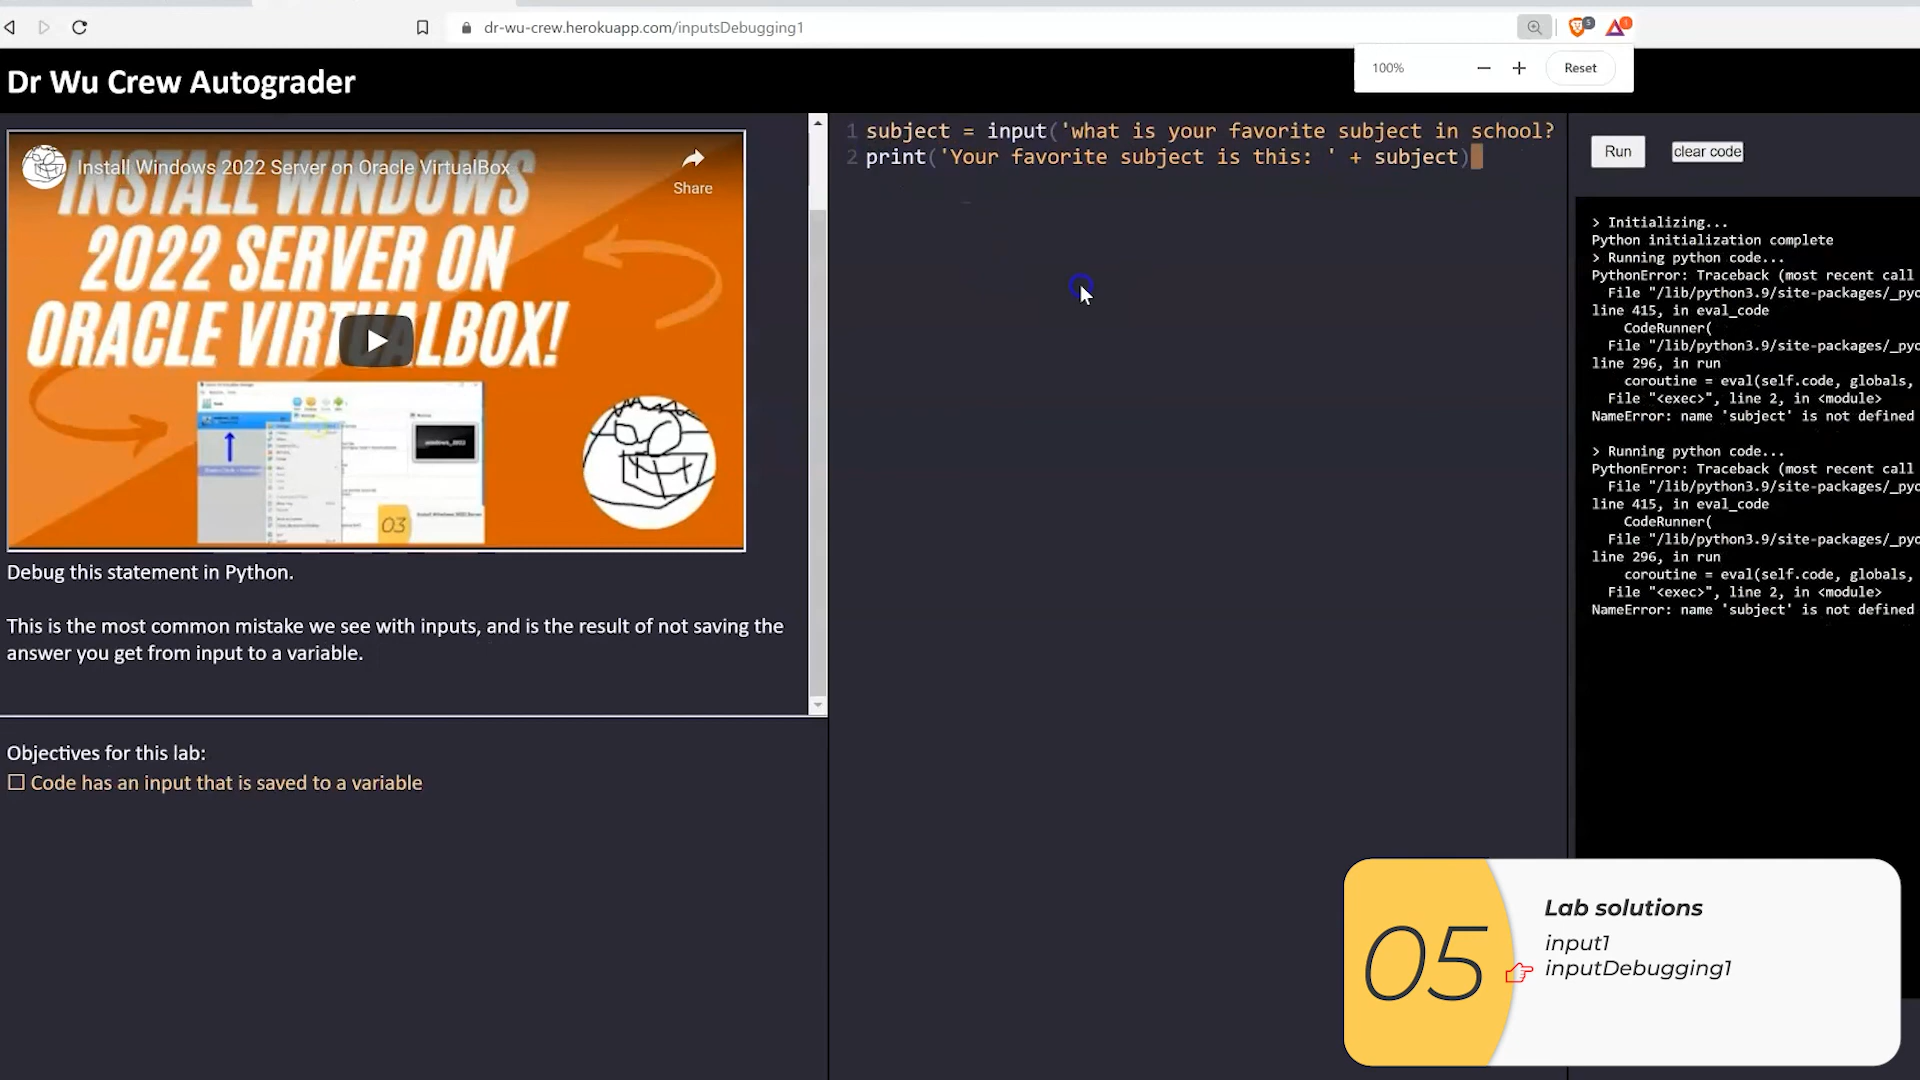 dr-wu-crew.herokuapp.com/inputsDebugging1
5
1
100%
Reset
Dr Wu Crew Autograder
Install Windows 2022 Server on Oracle VirtualBox
Share
INSTALL WINDOWS
2022 SERVER ON
ORACLE VIRTUALBOX!
03
Debug this statement in Python.
This is the most common mistake we see with inputs, and is the result of not saving the
answer you get from input to a variable.
Objectives for this lab:
☐ Code has an input that is saved to a variable
1 subject = input('what is your favorite subject in school?
2 print('Your favorite subject is this: ' + subject)
Run
clear code
> Initializing...
Python initialization complete
> Running python code...
PythonError: Traceback (most recent call
File "/lib/python3.9/site-packages/_pyo
line 415, in eval_code
CodeRunner(
File "/lib/python3.9/site-packages/_pyo
line 296, in run
coroutine = eval(self.code, globals,
File "<exec>", line 2, in <module>
NameError: name 'subject' is not defined
> Running python code...
PythonError: Traceback (most recent call
File "/lib/python3.9/site-packages/_pyo
line 415, in eval_code
CodeRunner(
File "/lib/python3.9/site-packages/_pyo
line 296, in run
coroutine = eval(self.code, globals,
File "<exec>", line 2, in <module>
NameError: name 'subject' is not defined
05
Lab solutions
input1
inputDebugging1